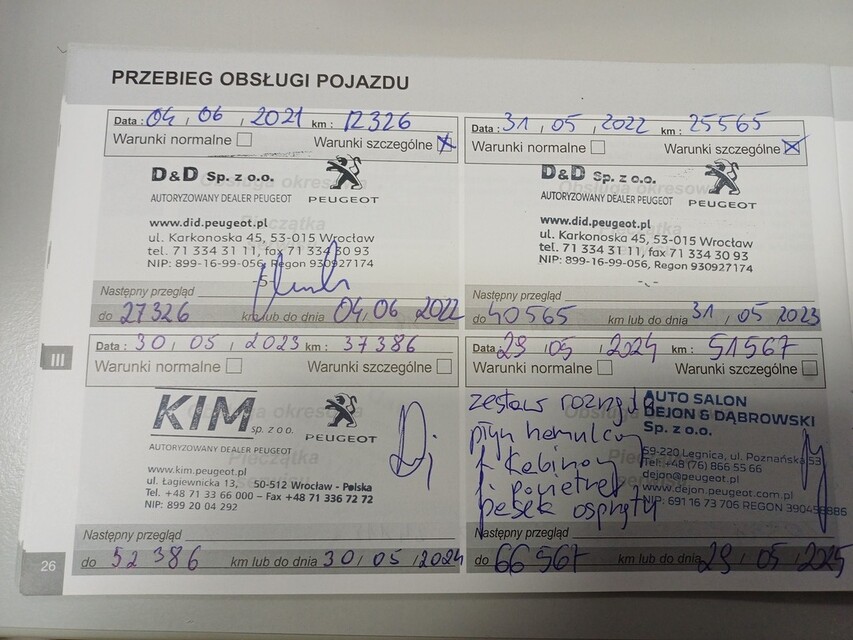 PRZEBIEG OBSŁUGI POJAZDU
Data : 04 , 06 , 2021 km : 12326
Warunki normalne Warunki szczególne
D&D Sp. z o.o.
AUTORYZOWANY DEALER PEUGEOT PEUGEOT
www.did.peugeot.pl
ul. Karkonoska 45, 53-015 Wrocław
tel. 71 334 31 11, fax 71 334 30 93
NIP: 899-16-99-056, Regon 930927174
-5-
Następny przegląd
do 27326 km lub do dnia 04.06 2022
Data : 31 , 05 , 2022 km : 25565
Warunki normalne Warunki szczególne
D&D Sp. z o.o.
AUTORYZOWANY DEALER PEUGEOT PEUGEOT
www.did.peugeot.pl
ul. Karkonoska 45, 53-015 Wrocław
tel. 71 334 31 11, fax 71 334 30 93
NIP: 899-16-99-056, Regon 930927174
Następny przegląd
do 40565 km lub do dnia 31 , 05 2023
III
Data : 30 , 05 , 2023 km : 37386
Warunki normalne Warunki szczególne
KIM sp. z o.o.
PEUGEOT
AUTORYZOWANY DEALER PEUGEOT
Pieczątka
www.kim.peugeot.pl
ul. Łagiewnicka 13, 50-512 Wrocław - Polska
Tel. +48 71 33 66 000 – Fax +48 71 336 72 72
NIP: 899 20 04 292
Następny przegląd
do 52 386 km lub do dnia 30 , 05 , 2024
Data : 29 , 05 , 2024 km : 51567
Warunki normalne Warunki szczególne
zestaw rozrządu
płyn hamulcowy
f. kabinowy
f. powietrza
pasek osprzętu
AUTO SALON
DEJON & DĄBROWSKI
Sp. z o.o.
59-220 Legnica, ul. Poznańska 53
Tel: +48 (76) 866 55 66
dejon@peugeot.pl
www.dejon.peugeot.com.pl
NIP: 691 16 73 706 REGON
Następny przegląd
do 66567 km lub do dnia 29 , 05 , 2025
26